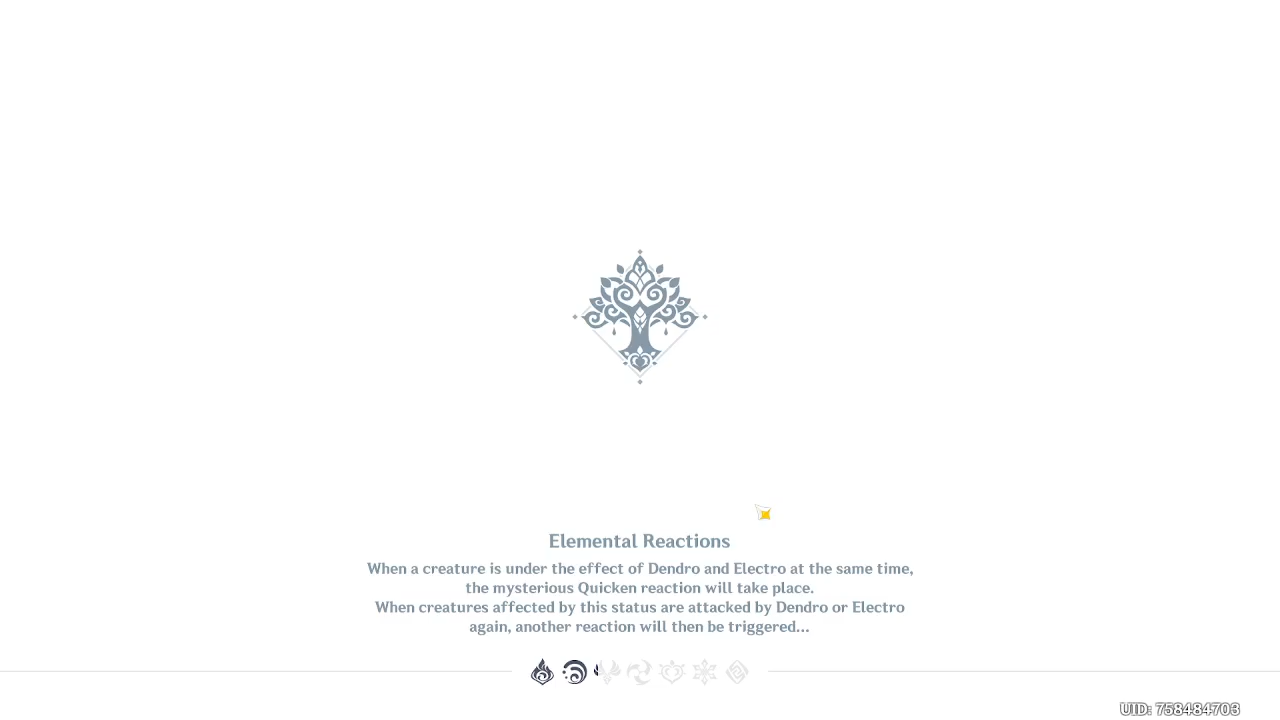 Elemental Reactions
When a creature is under the effect of Dendro and Electro at the same time,
the mysterious Quicken reaction will take place.
When creatures affected by this status are attacked by Dendro or Electro
again, another reaction will then be triggered...
UID: 758484703